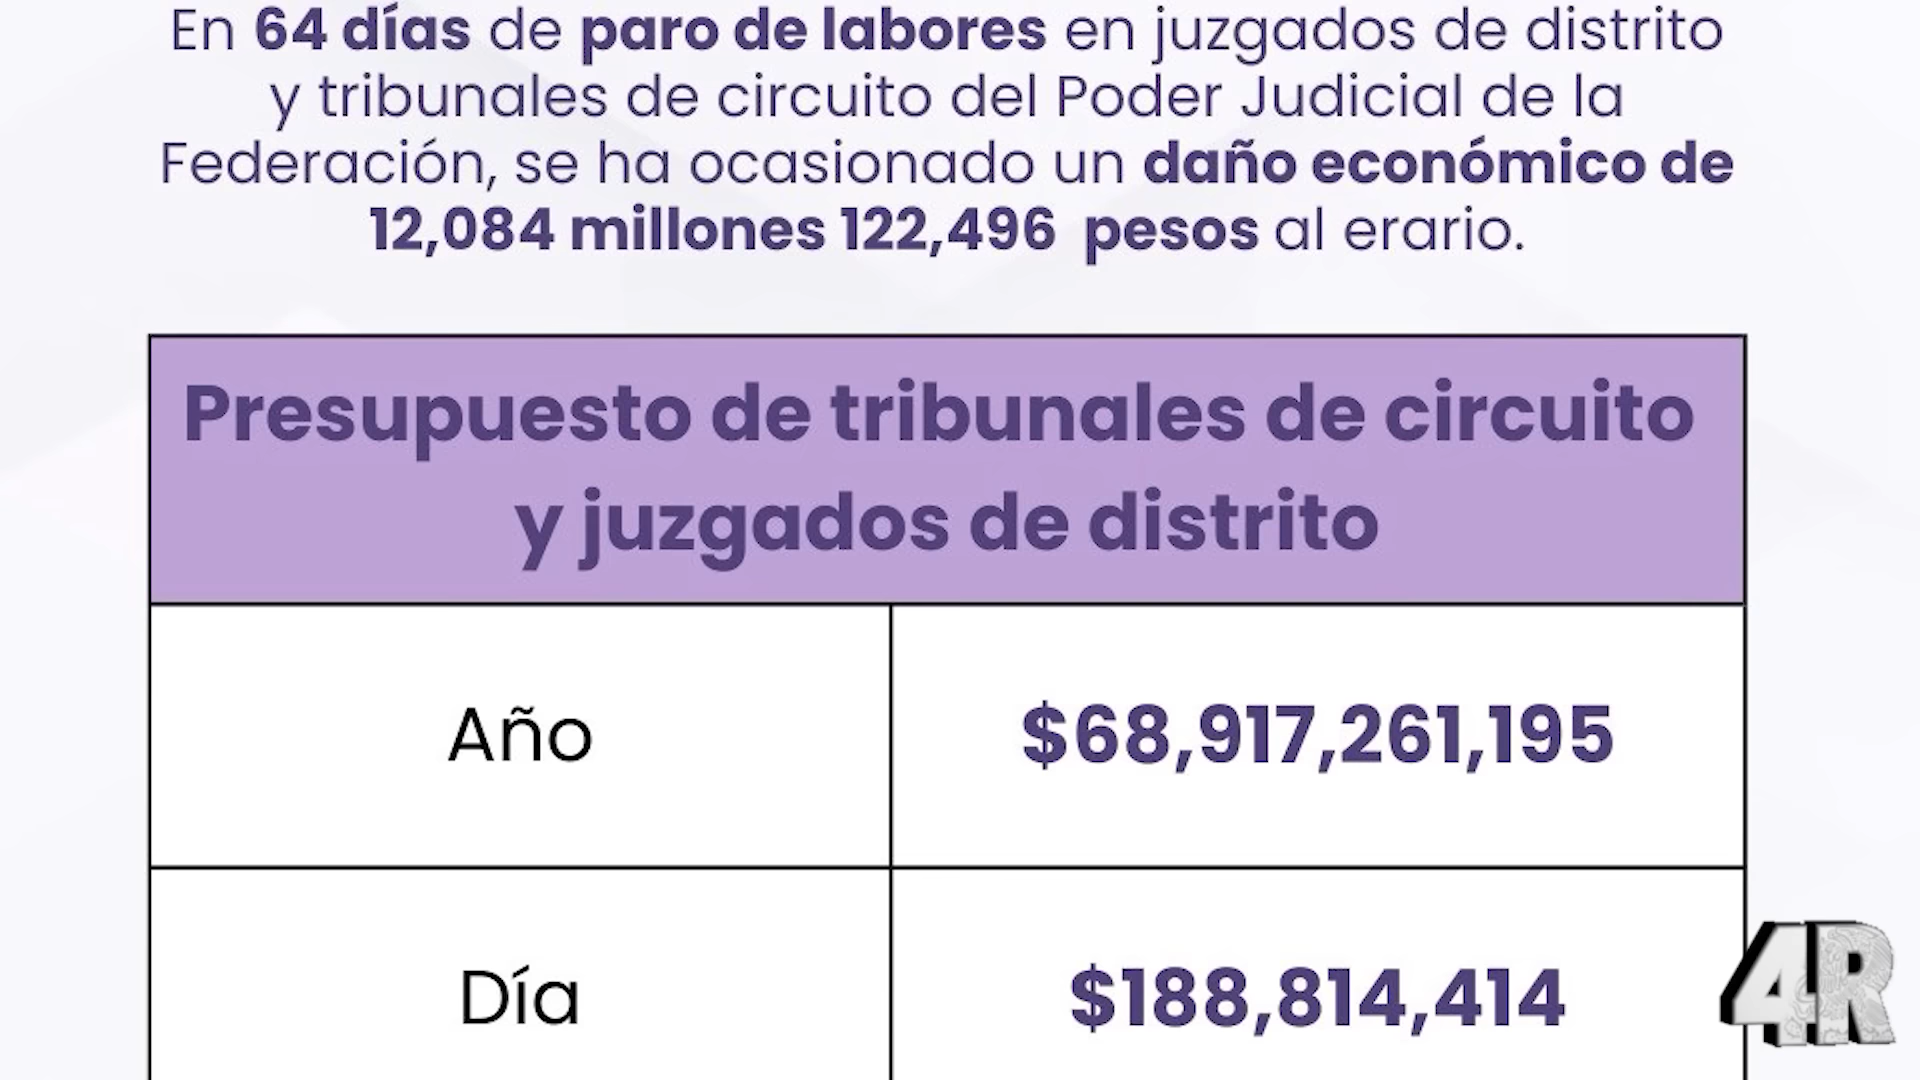 En 64 días de paro de labores en juzgados de distrito
y tribunales de circuito del Poder Judicial de la
Federación, se ha ocasionado un daño económico de
12,084 millones 122,496 pesos al erario.
Presupuesto de tribunales de circuito
y juzgados de distrito
Año $68,917,261,195
Día $188,814,414
4R